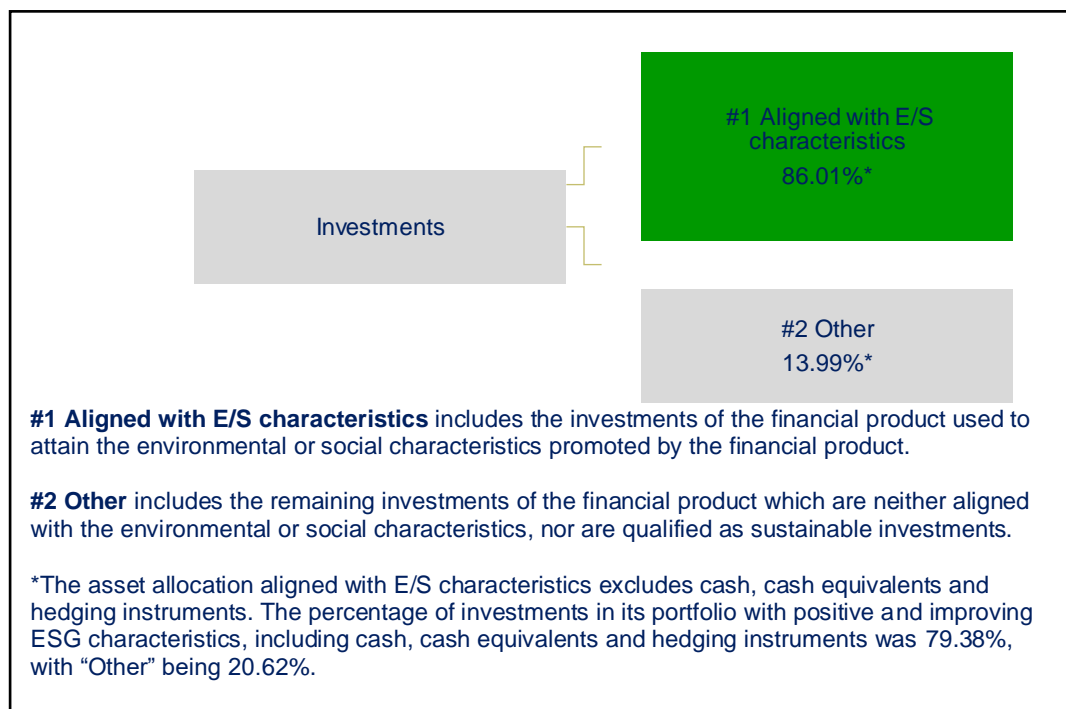 #1 Aligned with E/S
characteristics
86.01%*
Investments
#2 Other
13.99%*
#1 Aligned with E/S characteristics includes the investments of the financial product used to
attain the environmental or social characteristics promoted by the financial product.
#2 Other includes the remaining investments of the financial product which are neither aligned
with the environmental or social characteristics, nor are qualified as sustainable investments.
*The asset allocation aligned with E/S characteristics excludes cash, cash equivalents and
hedging instruments. The percentage of investments in its portfolio with positive and improving
ESG characteristics, including cash, cash equivalents and hedging instruments was 79.38%,
with “Other” being 20.62%.